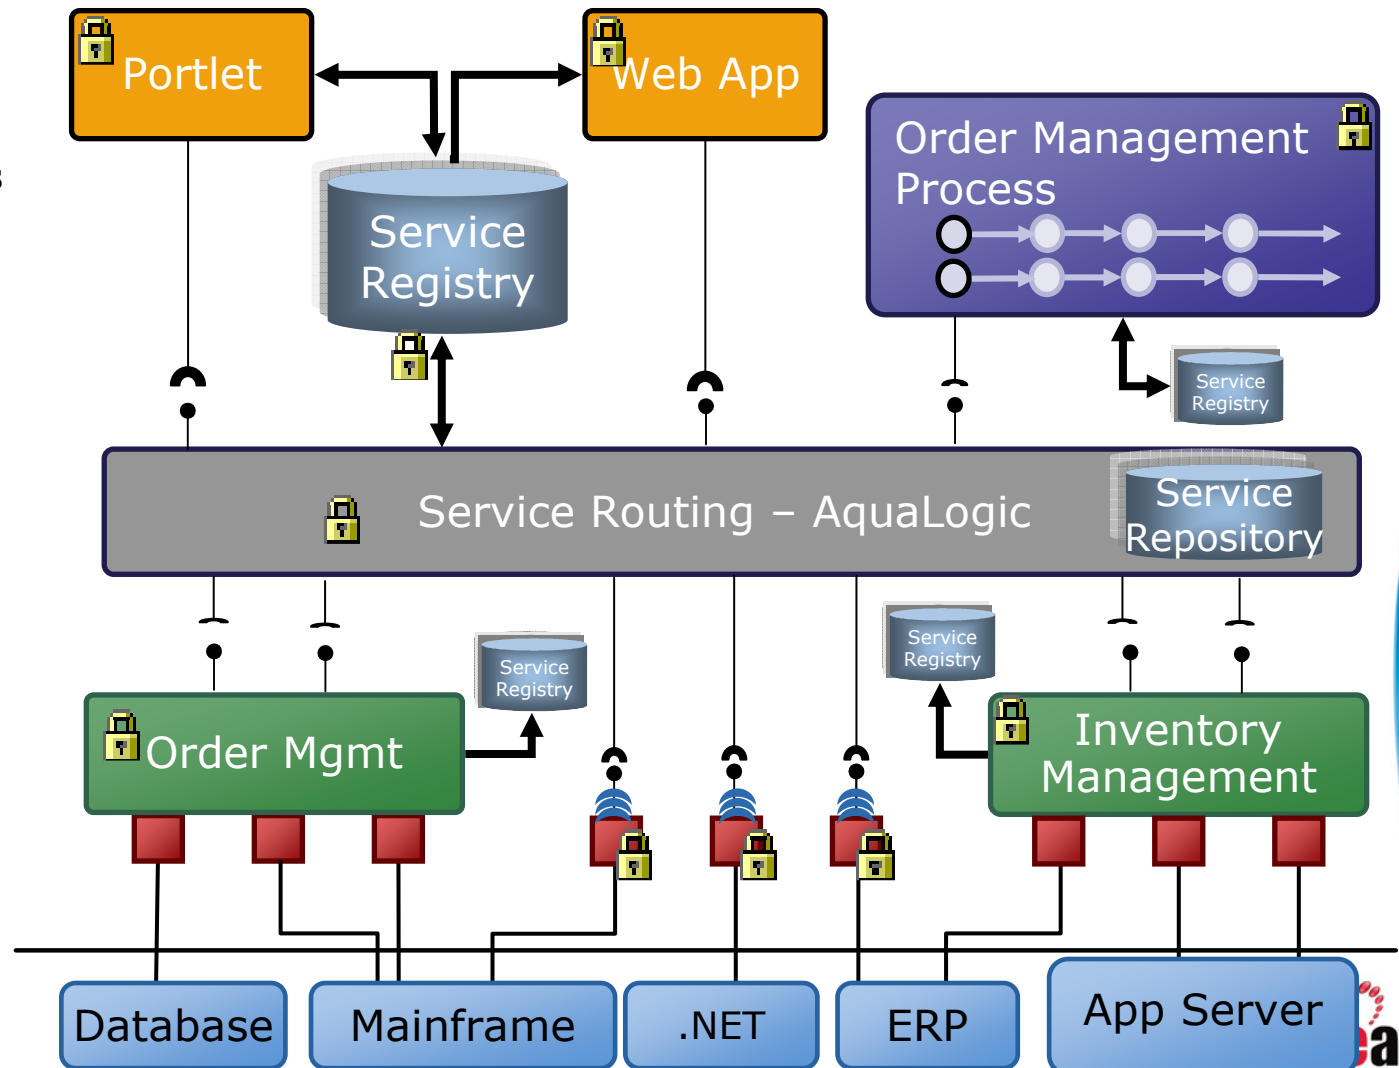 Portlet
Web App
Order Management
Process
s
Service
Registry
Service
Registry
Service Routing – AquaLogic
Service
Repository
Service
Registry
Service
Registry
Order Mgmt
Inventory
Management
Database
Mainframe
.NET
ERP
App Server
ea